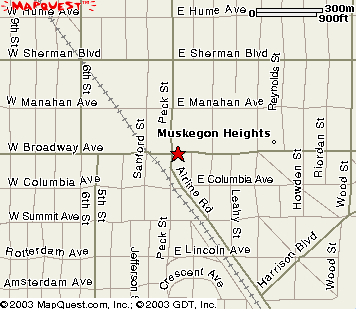 MAPQUEST
W Hume Ave
E Hume Ave
300m
900ft
9th St
W Sherman Blvd
E Sherman Blvd
6th St
Peck St
Reynolds St
W Manahan Ave
E Manahan Ave
Sanford St
Muskegon Heights
W Broadway Ave
Airline Rd
Riordan St
W Columbia Ave
E Columbia Ave
Howden St
Wood St
5th St
6th St
Leahy St
W Summit Ave
Peck St
E Lincoln Ave
Harrison Blvd
Wood St
Rotterdam Ave
Jefferson
Crescent Ave
Amsterdam Ave
©2003 MapQuest.com, Inc.; ©2003 GDT, Inc.